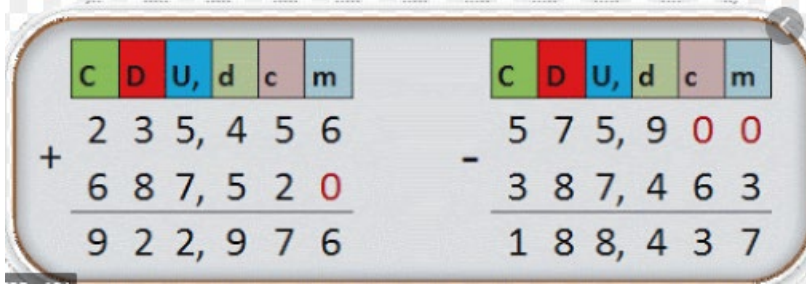 C D U, d c m
2 3 5, 4 5 6
+
6 8 7, 5 2 0
9 2 2, 9 7 6
C D U, d c m
5 7 5, 9 0 0
-
3 8 7, 4 6 3
1 8 8, 4 3 7